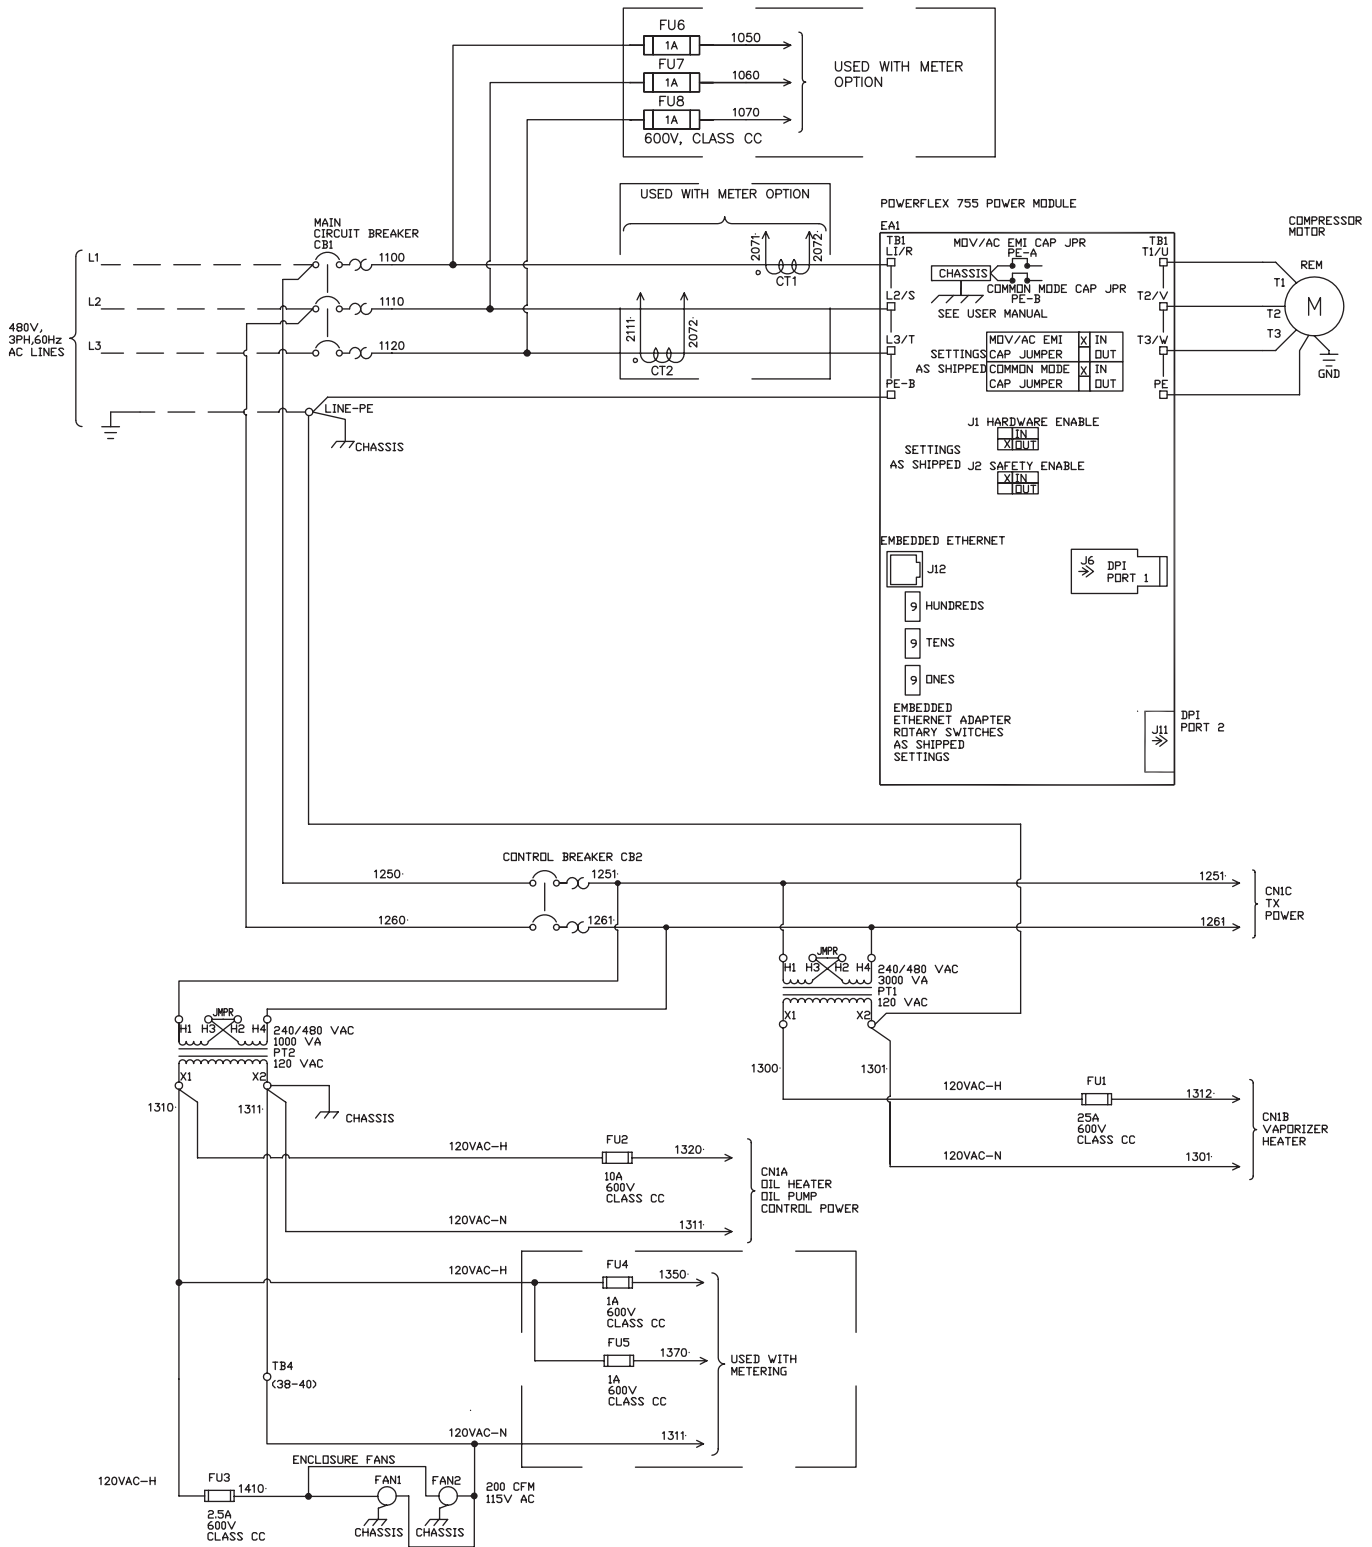 FU6
1A
1050
FU7
1A
1060
USED WITH METER
OPTION
FU8
1A
1070
600V, CLASS CC
USED WITH METER OPTION
2071
2072
CT1
2111
2072
CT2
MAIN
CIRCUIT BREAKER
CB1
L1
1100
L2
1110
L3
1120
480V,
3PH,60Hz
AC LINES
LINE-PE
CHASSIS
POWERFLEX 755 POWER MODULE
EA1
TB1
L1/R
MOV/AC EMI CAP JPR
PE-A
CHASSIS
COMMON MODE CAP JPR
PE-B
SEE USER MANUAL
L2/S
L3/T
PE-B
TB1
T1/U
T2/V
T3/W
PE
COMPRESSOR
MOTOR
REM
M
T1
T2
T3
GND
SETTINGS
AS SHIPPED
MOV/AC EMI X IN
CAP JUMPER OUT
COMMON MODE X IN
CAP JUMPER OUT
J1 HARDWARE ENABLE
IN
X OUT
SETTINGS
AS SHIPPED
J2 SAFETY ENABLE
X IN
OUT
EMBEDDED ETHERNET
J12
J6
DPI
PORT 1
9 HUNDREDS
9 TENS
9 ONES
EMBEDDED
ETHERNET ADAPTER
ROTARY SWITCHES
AS SHIPPED
SETTINGS
J11
DPI
PORT 2
CONTROL BREAKER CB2
1250
1251
1251
1260
1261
1261
CN1C
TX
POWER
JMPR
H1 H3 H2 H4
240/480 VAC
3000 VA
PT1
120 VAC
X1
X2
JMPR
H1 H3 H2 H4
240/480 VAC
1000 VA
PT2
120 VAC
X1
X2
1310
1311
CHASSIS
1300
1301
120VAC-H
FU1
1312
25A
600V
CLASS CC
120VAC-N
1301
CN1B
VAPORIZER
HEATER
120VAC-H
FU2
1320
10A
600V
CLASS CC
CN1A
OIL HEATER
OIL PUMP
CONTROL POWER
120VAC-N
1311
120VAC-H
FU4
1350
1A
600V
CLASS CC
FU5
1370
1A
600V
CLASS CC
USED WITH
METERING
TB4
(38-40)
120VAC-N
1311
120VAC-H
FU3
1410
2.5A
600V
CLASS CC
ENCLOSURE FANS
FAN1
FAN2
200 CFM
115V AC
CHASSIS
CHASSIS